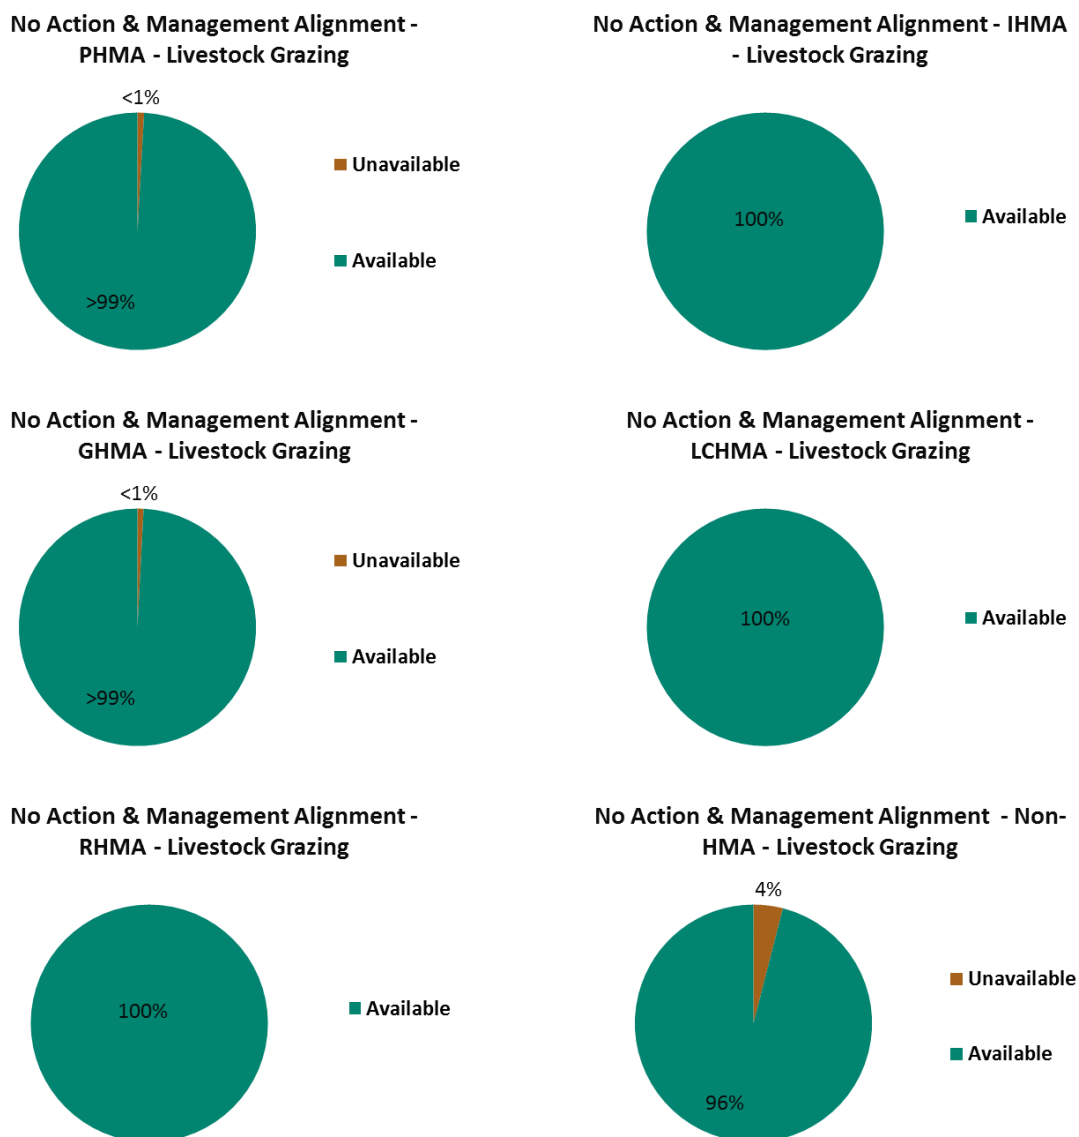 No Action & Management Alignment -
PHMA - Livestock Grazing
<1%
Unavailable
Available
>99%
No Action & Management Alignment - IHMA
- Livestock Grazing
100%
Available
No Action & Management Alignment -
GHMA - Livestock Grazing
<1%
Unavailable
Available
>99%
No Action & Management Alignment -
LCHMA - Livestock Grazing
100%
Available
No Action & Management Alignment -
RHMA - Livestock Grazing
100%
Available
No Action & Management Alignment - Non-
HMA - Livestock Grazing
4%
Unavailable
Available
96%